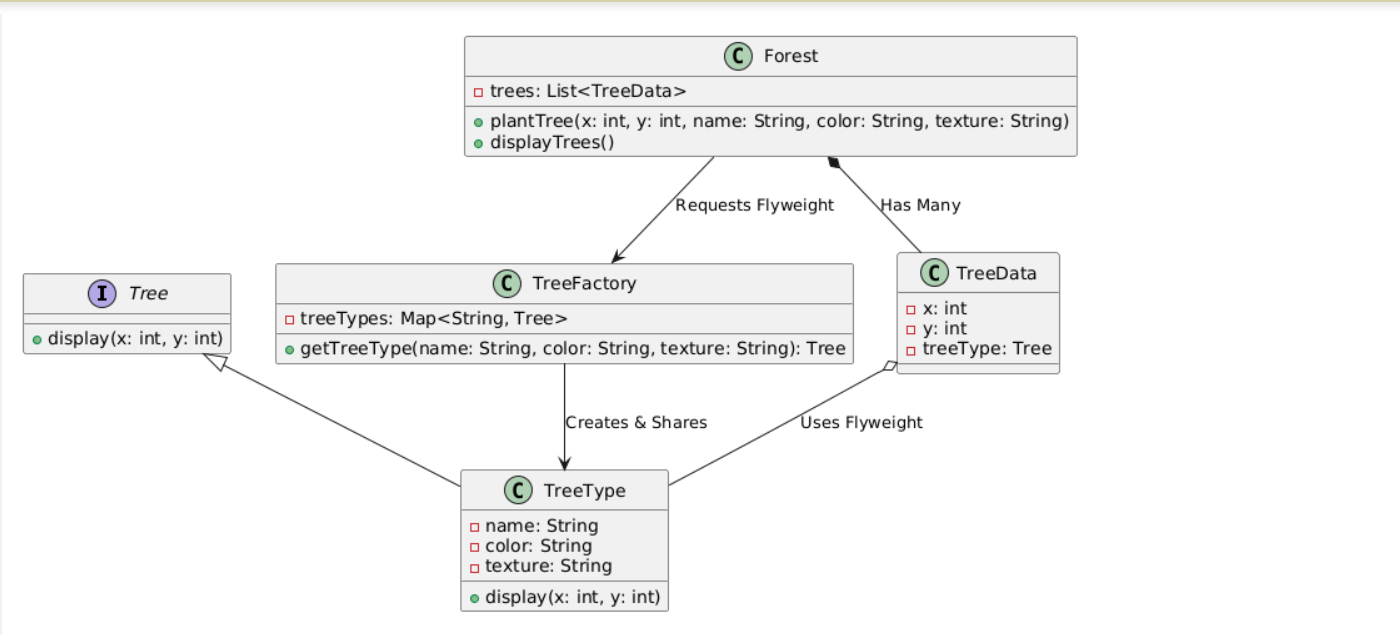 C Forest
trees: List<TreeData>
plantTree(x: int, y: int, name: String, color: String, texture: String)
displayTrees()
Requests Flyweight
Has Many
I Tree
display(x: int, y: int)
C TreeFactory
treeTypes: Map<String, Tree>
getTreeType(name: String, color: String, texture: String): Tree
C TreeData
x: int
y: int
treeType: Tree
Creates & Shares
Uses Flyweight
C TreeType
name: String
color: String
texture: String
display(x: int, y: int)